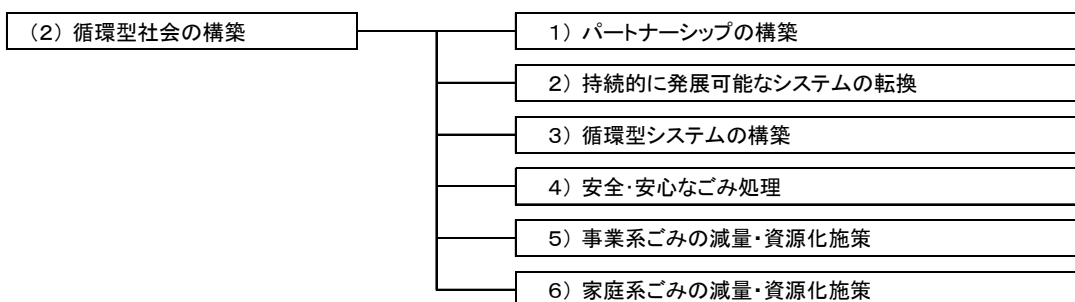 （2） 循環型社会の構築
1） パートナーシップの構築
2） 持続的に発展可能なシステムの転換
3） 循環型システムの構築
4） 安全・安心なごみ処理
5） 事業系ごみの減量・資源化施策
6） 家庭系ごみの減量・資源化施策